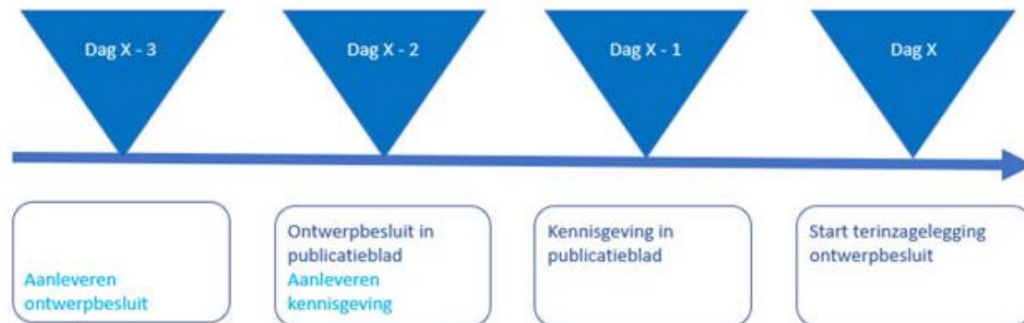 Dag X - 3
Dag X - 2
Dag X - 1
Dag X
Aanleveren
ontwerpbesluit
Ontwerpbesluit in
publicatieblad
Aanleveren
kennisgeving
Kennisgeving in
publicatieblad
Start terinzagelegging
ontwerpbesluit